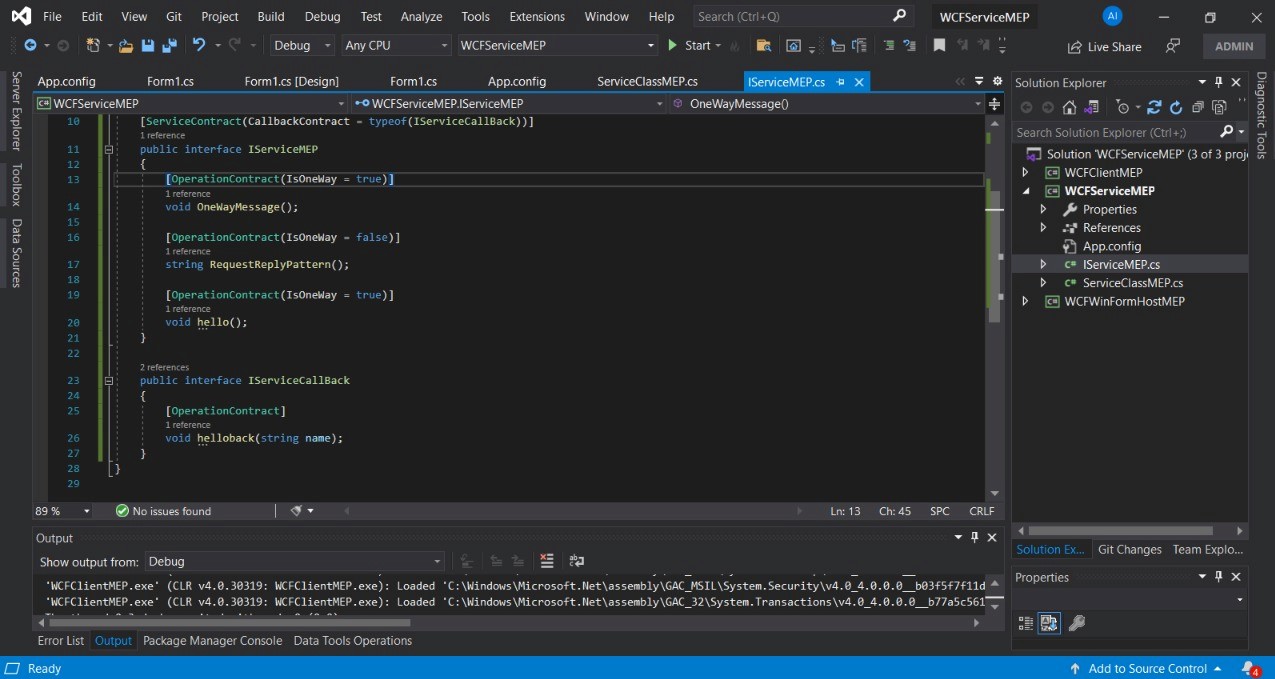 File Edit View Git Project Build Debug Test Analyze Tools Extensions Window Help Search (Ctrl+Q) WCFServiceMEP AI
Debug Any CPU WCFServiceMEP Start Live Share ADMIN
Server Explorer
Toolbox
Data Sources
App.config Form1.cs Form1.cs [Design] Form1.cs App.config ServiceClassMEP.cs IServiceMEP.cs
WCFServiceMEP WCFServiceMEP.IServiceMEP OneWayMessage()
10 [ServiceContract(CallbackContract = typeof(IServiceCallBack))]
1 reference
11 public interface IServiceMEP
12 {
13 [OperationContract(IsOneWay = true)]
1 reference
14 void OneWayMessage();
15
16 [OperationContract(IsOneWay = false)]
1 reference
17 string RequestReplyPattern();
18
19 [OperationContract(IsOneWay = true)]
1 reference
20 void hello();
21 }
22
2 references
23 public interface IServiceCallBack
24 {
25 [OperationContract]
1 reference
26 void helloback(string name);
27 }
28 }
29
89 % No issues found Ln: 13 Ch: 45 SPC CRLF
Output
Show output from: Debug
'WCFClientMEP.exe' (CLR v4.0.30319: WCFClientMEP.exe): Loaded 'C:\Windows\Microsoft.Net\assembly\GAC_MSIL\System.Security\v4.0_4.0.0.0__b03f5f7f11d
'WCFClientMEP.exe' (CLR v4.0.30319: WCFClientMEP.exe): Loaded 'C:\Windows\Microsoft.Net\assembly\GAC_32\System.Transactions\v4.0_4.0.0.0__b77a5c561
Error List Output Package Manager Console Data Tools Operations
Solution Explorer
Search Solution Explorer (Ctrl+;)
Solution 'WCFServiceMEP' (3 of 3 proj
WCFClientMEP
WCFServiceMEP
Properties
References
App.config
IServiceMEP.cs
ServiceClassMEP.cs
WCFWinFormHostMEP
Solution Ex... Git Changes Team Explo...
Properties
Diagnostic Tools
Ready Add to Source Control 4